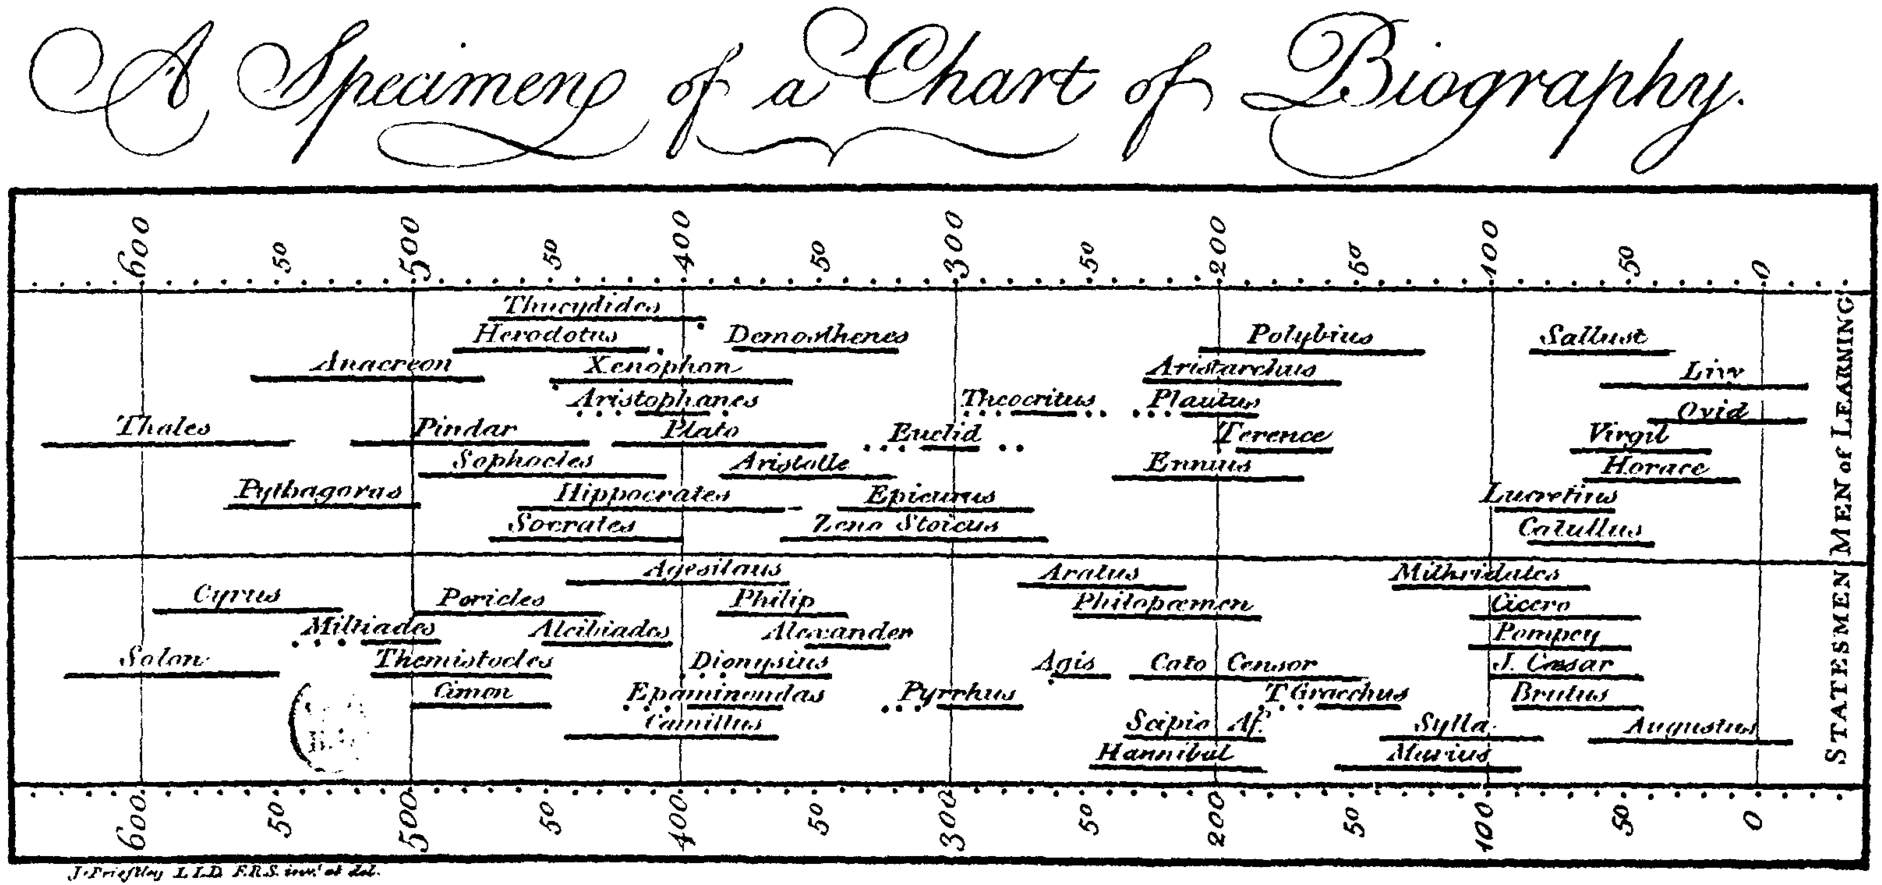 A Specimen of a Chart of Biography.
600 50 500 50 400 50 300 50 200 50 100 50 0
Thucydides
Herodotus Demosthenes Polybius Sallust
Anacreon Xenophon Aristarchus Livy
Aristophanes Theocritus Plautus Ovid
Thales Pindar Plato Euclid Terence Virgil
Sophocles Aristotle Ennius Horace
Pythagoras Hippocrates Epicurus Lucretius
Socrates Zeno Stoicus Catullus
MEN of LEARNING
Agesilaus Aratus Mithridates
Cyrus Pericles Philip Philopæmen Cicero
Miltiades Alcibiades Alexander Pompey
Solon Themistocles Dionysius Agis Cato Censor J. Cæsar
Cimon Epaminondas Pyrrhus T Gracchus Brutus
Camillus Scipio Af. Sylla Augustus
Hannibal Marius
STATESMEN
600 50 500 50 400 50 300 50 200 50 100 50 0
J. Priestley L.L.D. F.R.S. inv.t et del.